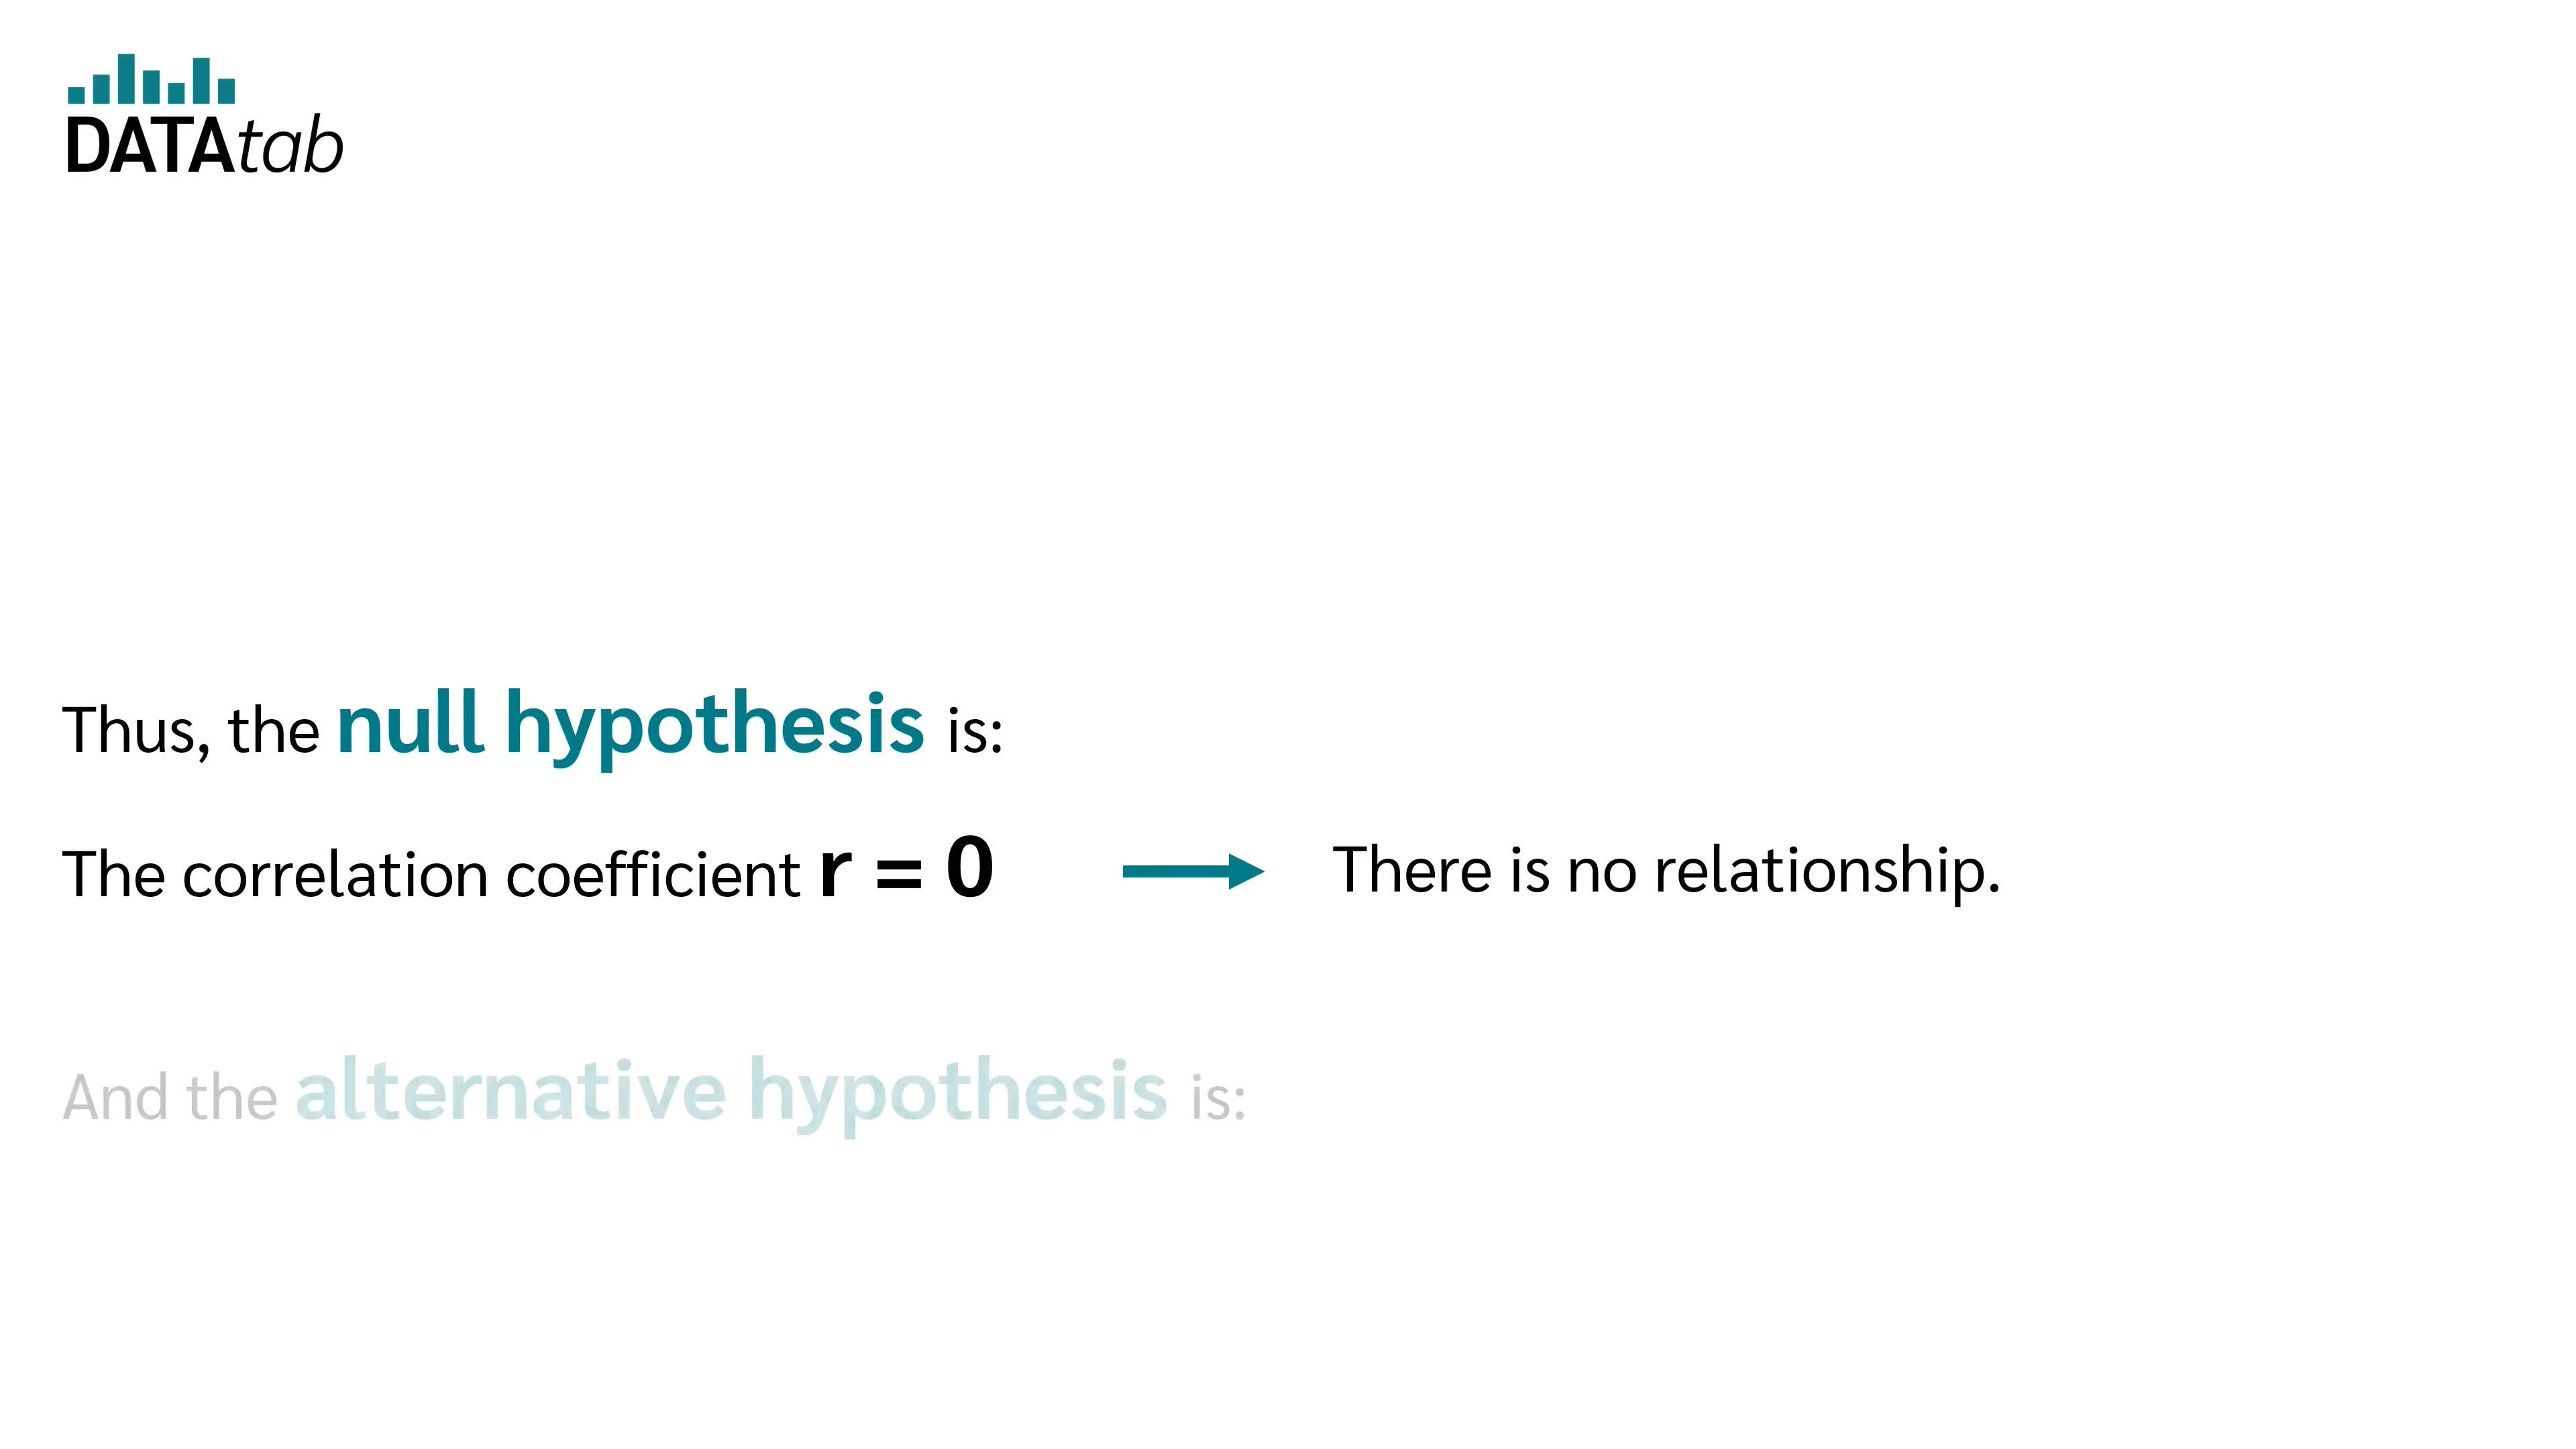 DATAtab
Thus, the null hypothesis is:
The correlation coefficient r = 0
There is no relationship.
And the alternative hypothesis is: